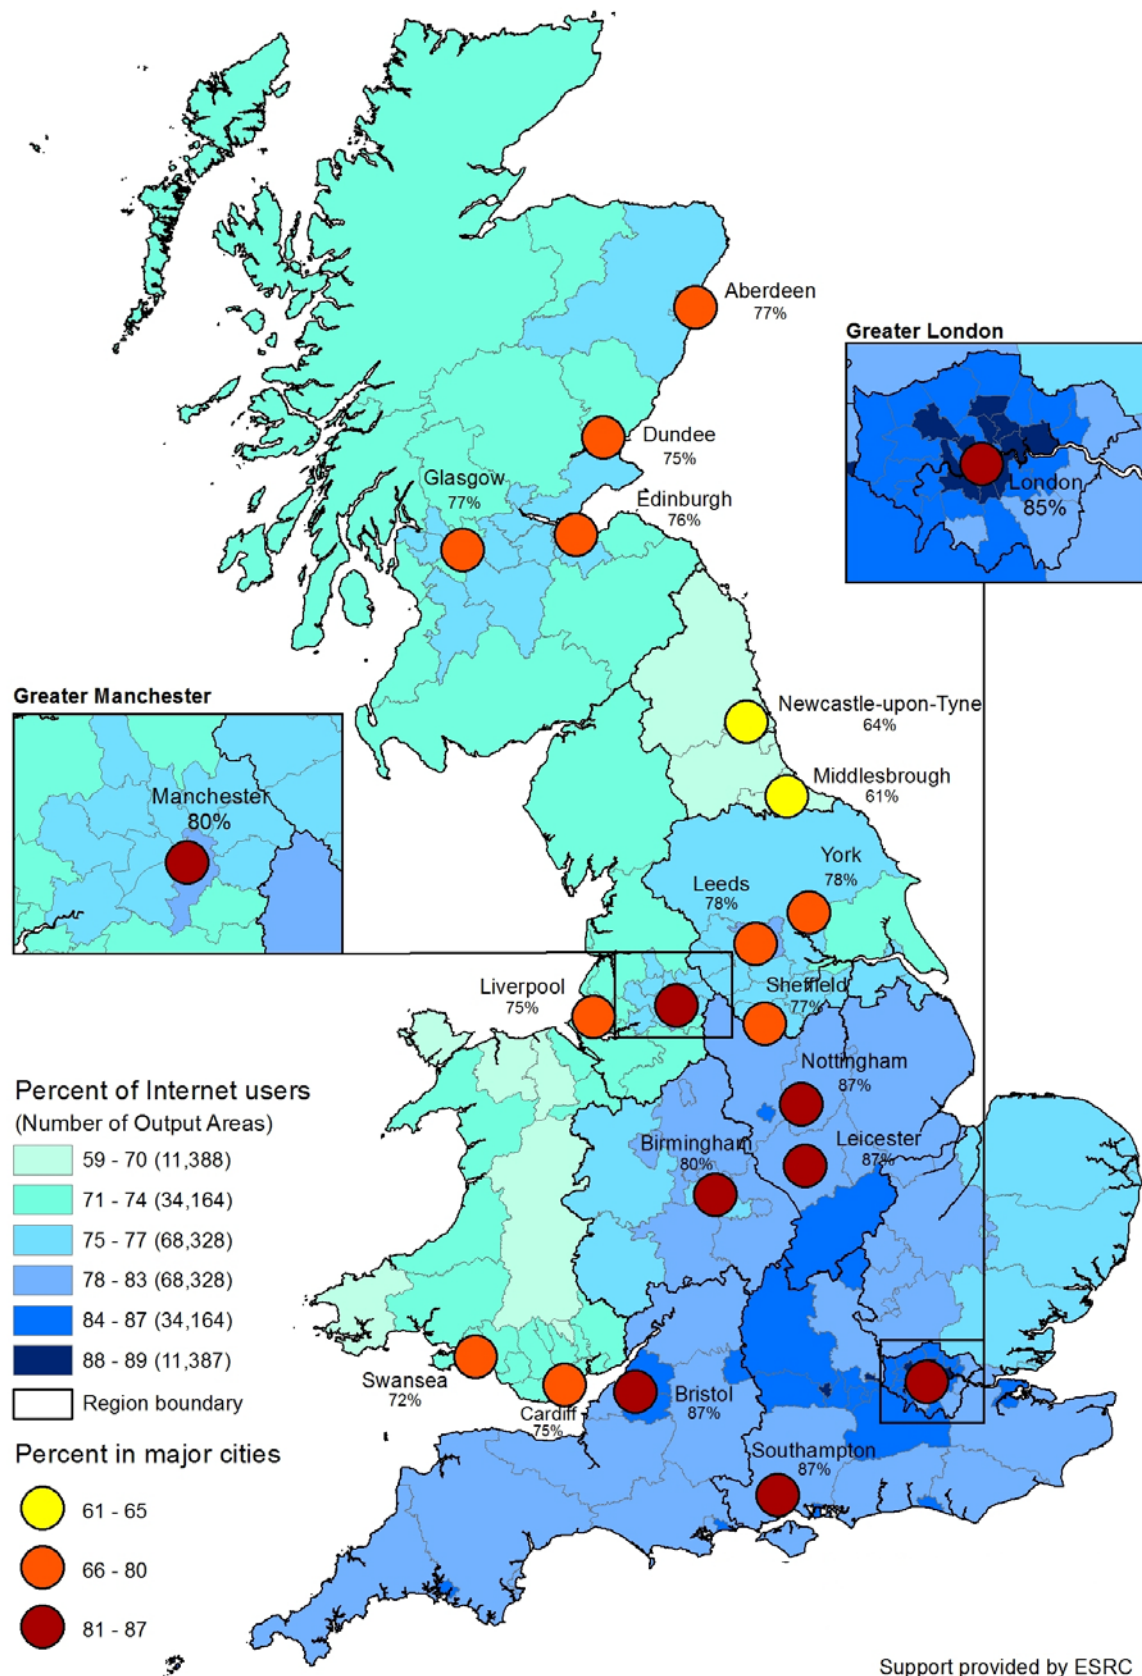 Aberdeen
77%
Greater London
London
85%
Dundee
75%
Glasgow
77%
Edinburgh
76%
Greater Manchester
Manchester
80%
Newcastle-upon-Tyne
64%
Middlesbrough
61%
York
78%
Leeds
78%
Liverpool
75%
Sheffield
77%
Nottingham
87%
Birmingham
80%
Leicester
87%
Swansea
72%
Cardiff
75%
Bristol
87%
Southampton
87%
Percent of Internet users
(Number of Output Areas)
59 - 70 (11,388)
71 - 74 (34,164)
75 - 77 (68,328)
78 - 83 (68,328)
84 - 87 (34,164)
88 - 89 (11,387)
Region boundary
Percent in major cities
61 - 65
66 - 80
81 - 87
Support provided by ESRC